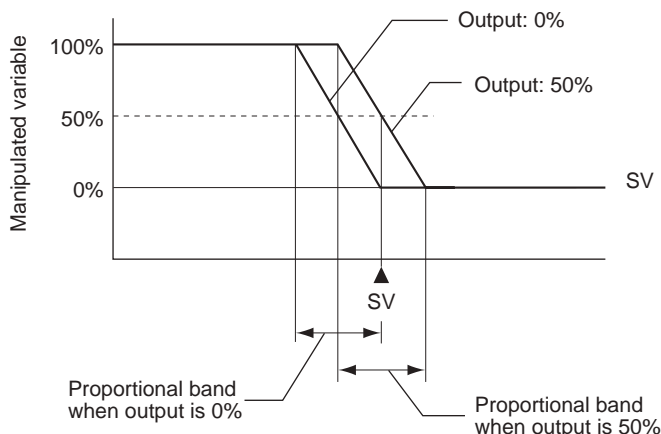 Output: 0%
Output: 50%
Manipulated variable
100%
50%
0%
SV
SV
Proportional band
when output is 0%
Proportional band
when output is 50%